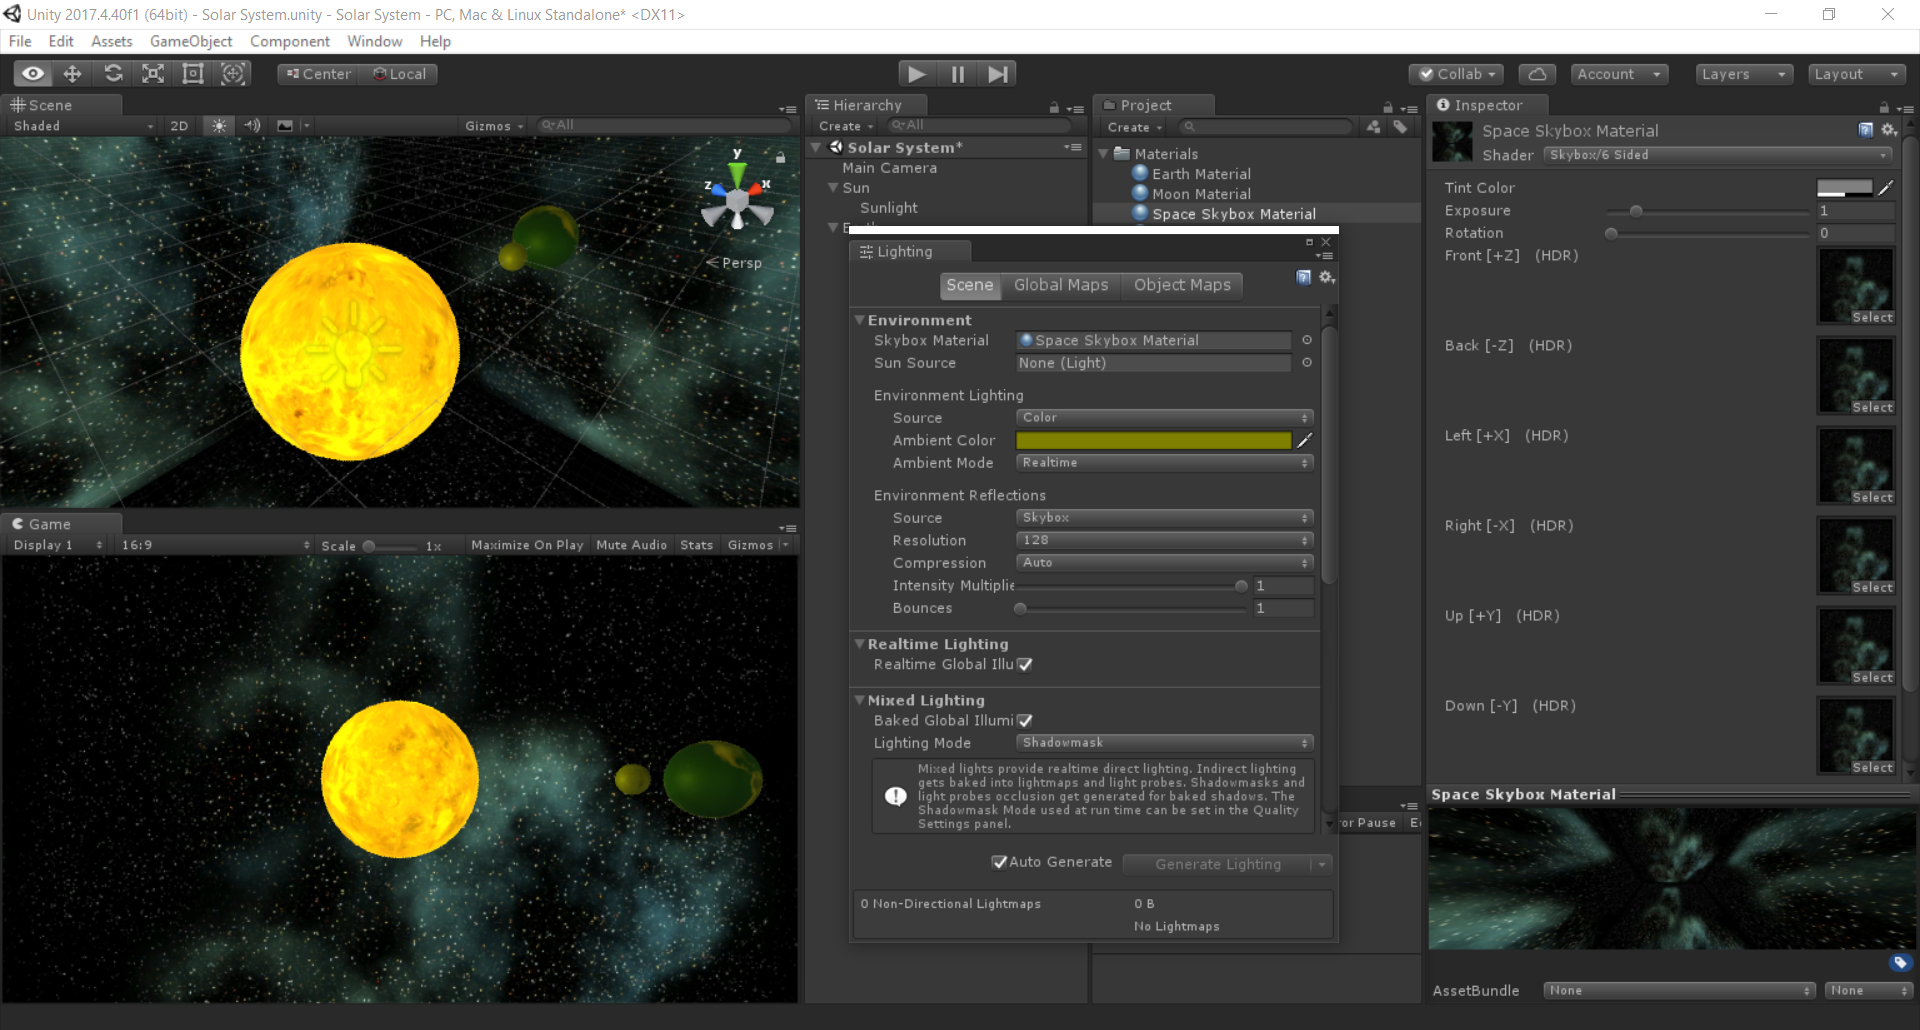 Unity 2017.4.40f1 (64bit) - Solar System.unity - Solar System - PC, Mac & Linux Standalone* <DX11>
File Edit Assets GameObject Component Window Help
Center Local
Collab Account Layers Layout
Scene
Shaded 2D Gizmos All
y
z x
Persp
Game
Display 1 16:9 Scale 1x Maximize On Play Mute Audio Stats Gizmos
Hierarchy
Create All
Solar System*
Main Camera
Sun
Sunlight
Project
Create
Materials
Earth Material
Moon Material
Space Skybox Material
Lighting
Scene Global Maps Object Maps
Environment
Skybox Material Space Skybox Material
Sun Source None (Light)
Environment Lighting
Source Color
Ambient Color
Ambient Mode Realtime
Environment Reflections
Source Skybox
Resolution 128
Compression Auto
Intensity Multiplie 1
Bounces 1
Realtime Lighting
Realtime Global Illu
Mixed Lighting
Baked Global Illumi
Lighting Mode Shadowmask
Mixed lights provide realtime direct lighting. Indirect lighting
gets baked into lightmaps and light probes. Shadowmasks and
light probes occlusion get generated for baked shadows. The
Shadowmask Mode used at run time can be set in the Quality
Settings panel.
Auto Generate Generate Lighting
0 Non-Directional Lightmaps 0 B
No Lightmaps
or Pause
Inspector
Space Skybox Material
Shader Skybox/6 Sided
Tint Color
Exposure 1
Rotation 0
Front [+Z] (HDR)
Select
Back [-Z] (HDR)
Select
Left [+X] (HDR)
Select
Right [-X] (HDR)
Select
Up [+Y] (HDR)
Select
Down [-Y] (HDR)
Select
Space Skybox Material
AssetBundle None None